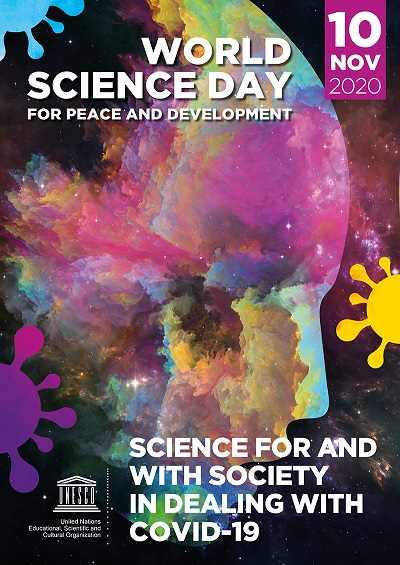 WORLD
SCIENCE DAY
FOR PEACE AND DEVELOPMENT
10
NOV
2020
SCIENCE FOR AND
WITH SOCIETY
IN DEALING WITH
COVID-19
UNESCO
United Nations
Educational, Scientific and
Cultural Organization